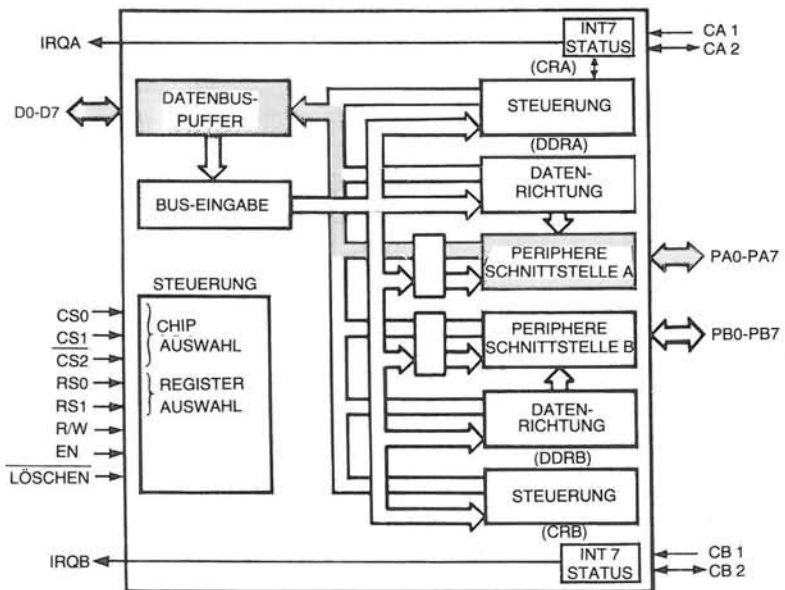 IRQA
INT7
STATUS
CA 1
CA 2
(CRA)
D0-D7
DATENBUS-
PUFFER
STEUERUNG
(DDRA)
BUS-EINGABE
DATEN-
RICHTUNG
PERIPHERE
SCHNITTSTELLE A
PA0-PA7
STEUERUNG
CS0
CS1
CS2
RS0
RS1
R/W
EN
LÖSCHEN
CHIP
AUSWAHL
REGISTER
AUSWAHL
PERIPHERE
SCHNITTSTELLE B
PB0-PB7
DATEN-
RICHTUNG
(DDRB)
STEUERUNG
(CRB)
IRQB
INT 7
STATUS
CB 1
CB 2